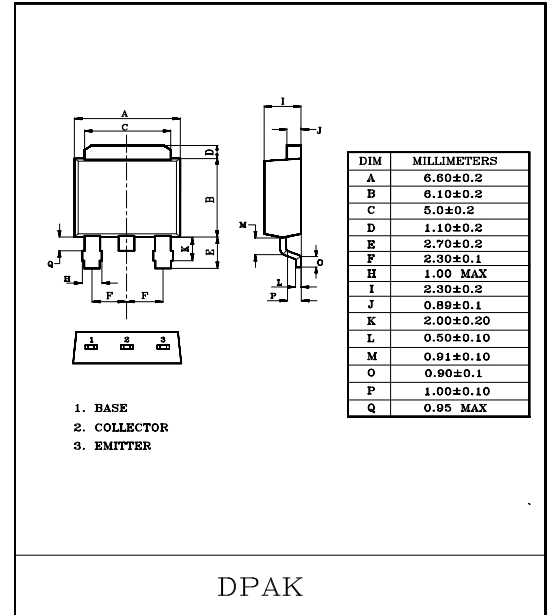 A
C
I
J
D
B
M
K
E
Q
O
H
L
F
F
P
DIM MILLIMETERS
A 6.60±0.2
B 6.10±0.2
C 5.0±0.2
D 1.10±0.2
E 2.70±0.2
F 2.30±0.1
H 1.00 MAX
I 2.30±0.2
J 0.89±0.1
K 2.00±0.20
L 0.50±0.10
M 0.91±0.10
O 0.90±0.1
P 1.00±0.10
Q 0.95 MAX
1 2 3
1. BASE
2. COLLECTOR
3. EMITTER
DPAK